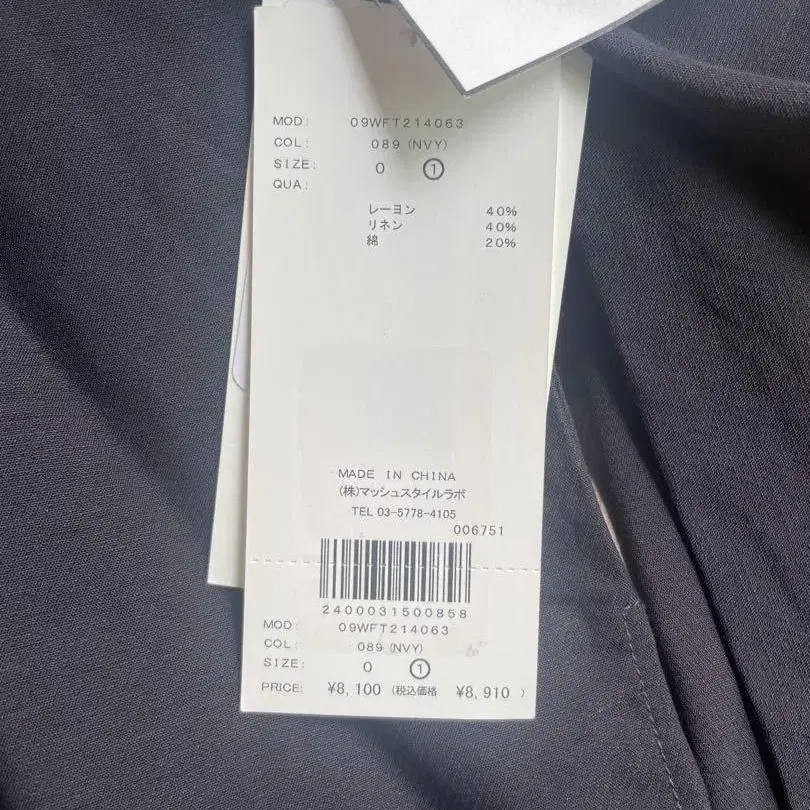 MOD: 09WFT214063
COL: 089 (NVY)
SIZE: 0 ①
QUA:
レーヨン 40%
リネン 40%
綿 20%
MADE IN CHINA
(株)マッシュスタイルラボ
TEL 03-5778-4105
006751
2400031500858
MOD: 09WFT214063
COL: 089 (NVY)
SIZE: 0 ①
PRICE: ¥8,100 (税込価格 ¥8,910 )